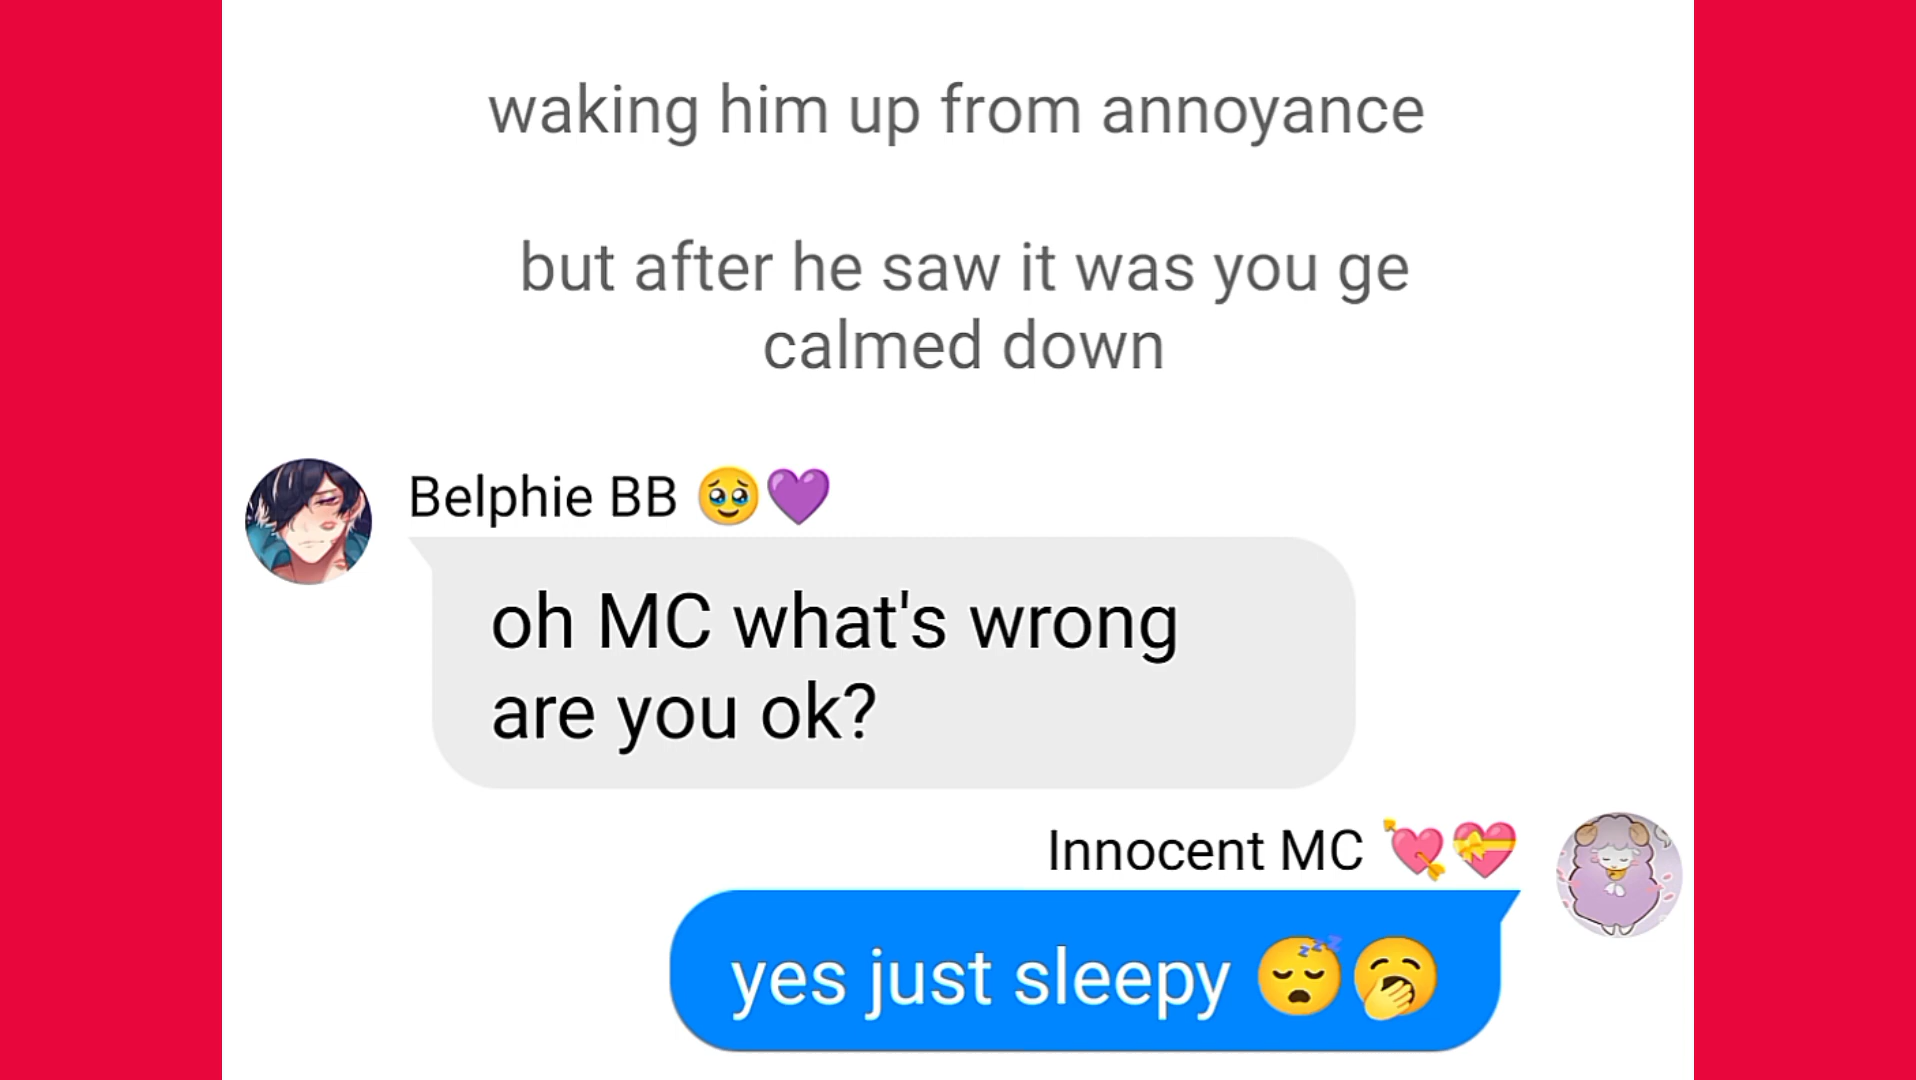 waking him up from annoyance
but after he saw it was you ge
calmed down
Belphie BB 🥹💜
oh MC what's wrong
are you ok?
Innocent MC 💘💝
yes just sleepy 😴🥱